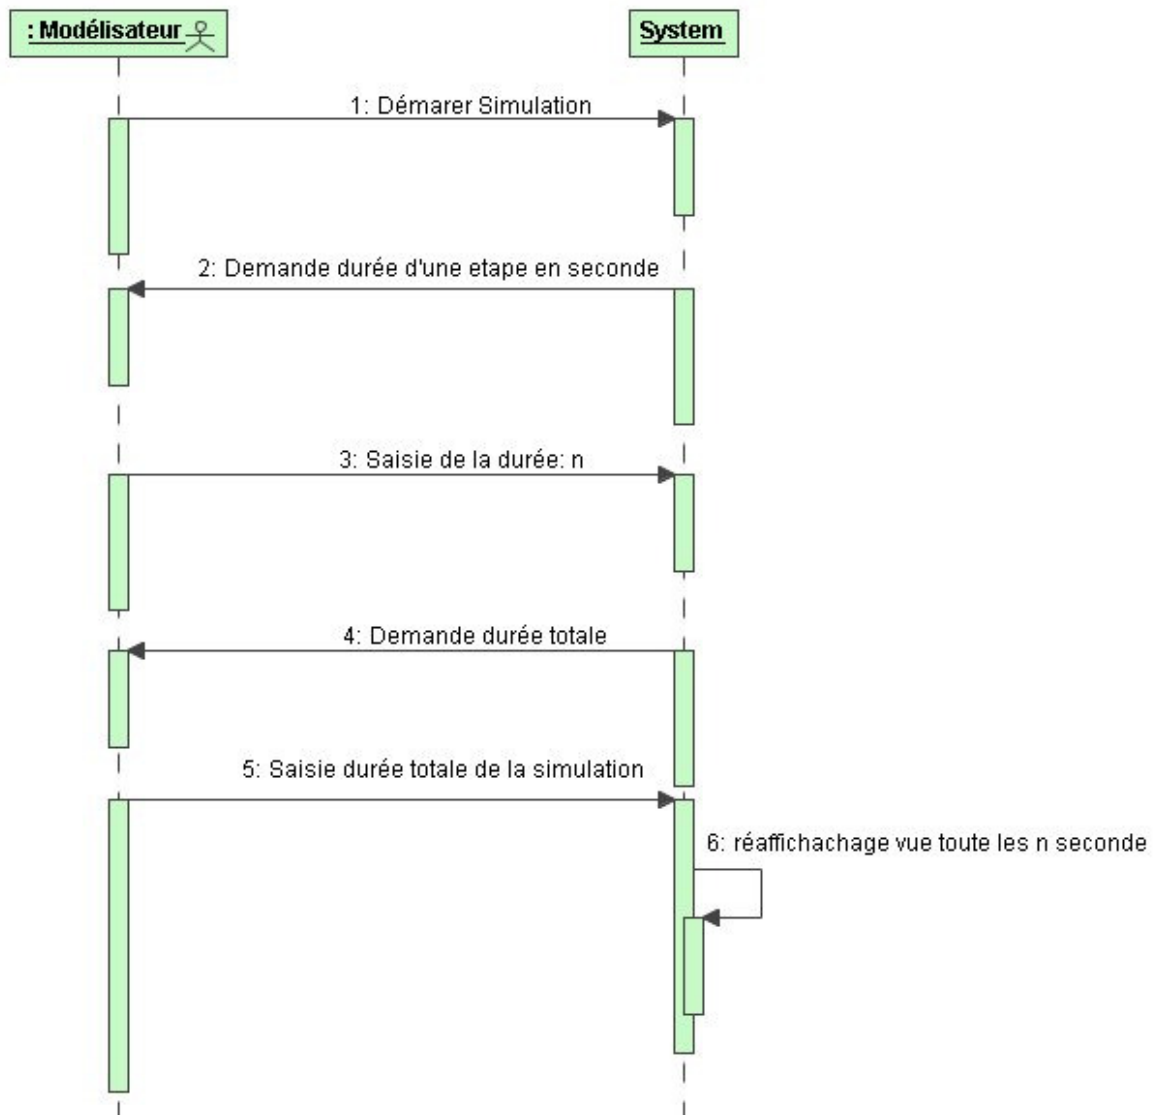 : Modélisateur
System
1: Démarer Simulation
2: Demande durée d'une etape en seconde
3: Saisie de la durée: n
4: Demande durée totale
5: Saisie durée totale de la simulation
6: réaffichachage vue toute les n seconde